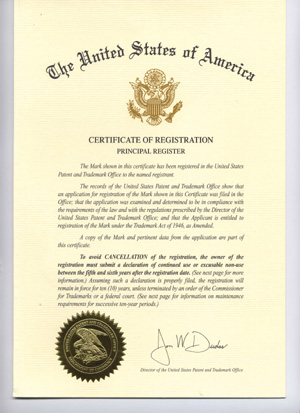 The United States of America
CERTIFICATE OF REGISTRATION
PRINCIPAL REGISTER
The Mark shown in this certificate has been registered in the United States
Patent and Trademark Office to the named registrant.
The records of the United States Patent and Trademark Office show that
an application for registration of the Mark shown in this Certificate was filed in the
Office; that the application was examined and determined to be in compliance with
the requirements of the law and with the regulations prescribed by the Director of the
United States Patent and Trademark Office; and that the Applicant is entitled to
registration of the Mark under the Trademark Act of 1946, as Amended.
A copy of the Mark and pertinent data from the application are part of
this certificate.
To avoid CANCELLATION of the registration, the owner of the
registration must submit a declaration of continued use or excusable non-use
between the fifth and sixth years after the registration date. (See next page for more
information.) Assuming such a declaration is properly filed, the registration will
remain in force for ten (10) years, unless terminated by an order of the Commissioner
for Trademarks or a federal court. (See next page for information on maintenance
requirements for successive ten-year periods.)
Jon W. Dudas
Director of the United States Patent and Trademark Office